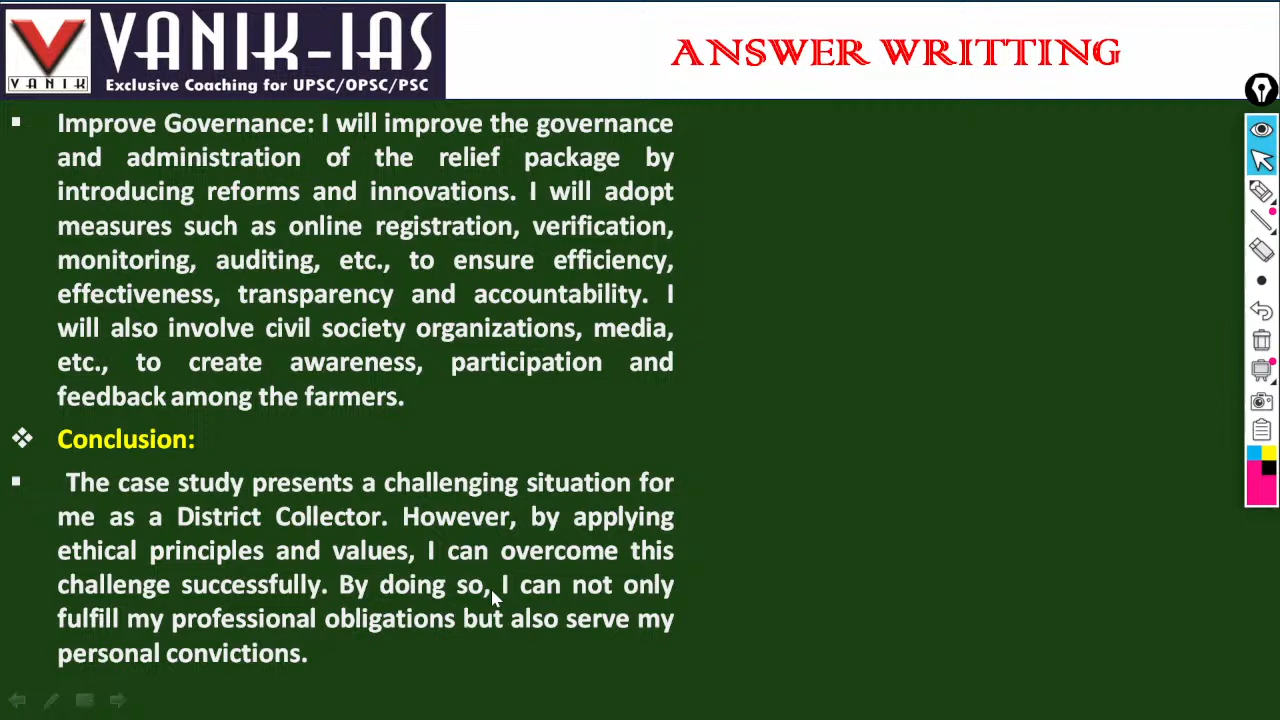 VANIK
VANIK-IAS
Exclusive Coaching for UPSC/OPSC/PSC
ANSWER WRITTING
Improve Governance: I will improve the governance
and administration of the relief package by
introducing reforms and innovations. I will adopt
measures such as online registration, verification,
monitoring, auditing, etc., to ensure efficiency,
effectiveness, transparency and accountability. I
will also involve civil society organizations, media,
etc., to create awareness, participation and
feedback among the farmers.
Conclusion:
The case study presents a challenging situation for
me as a District Collector. However, by applying
ethical principles and values, I can overcome this
challenge successfully. By doing so, I can not only
fulfill my professional obligations but also serve my
personal convictions.